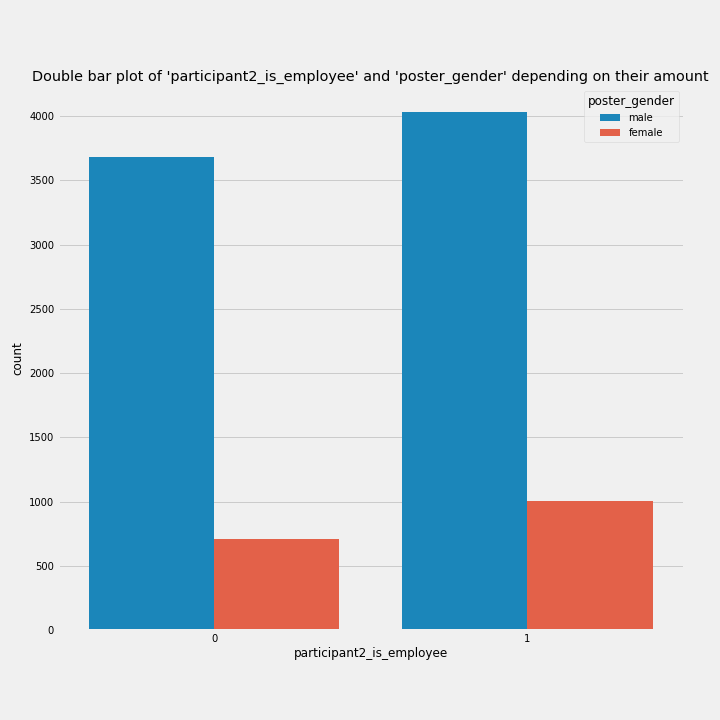 Double bar plot of 'participant2_is_employee' and 'poster_gender' depending on their amount
poster_gender
male
female
4000
3500
3000
2500
2000
1500
1000
500
0
count
0
1
participant2_is_employee